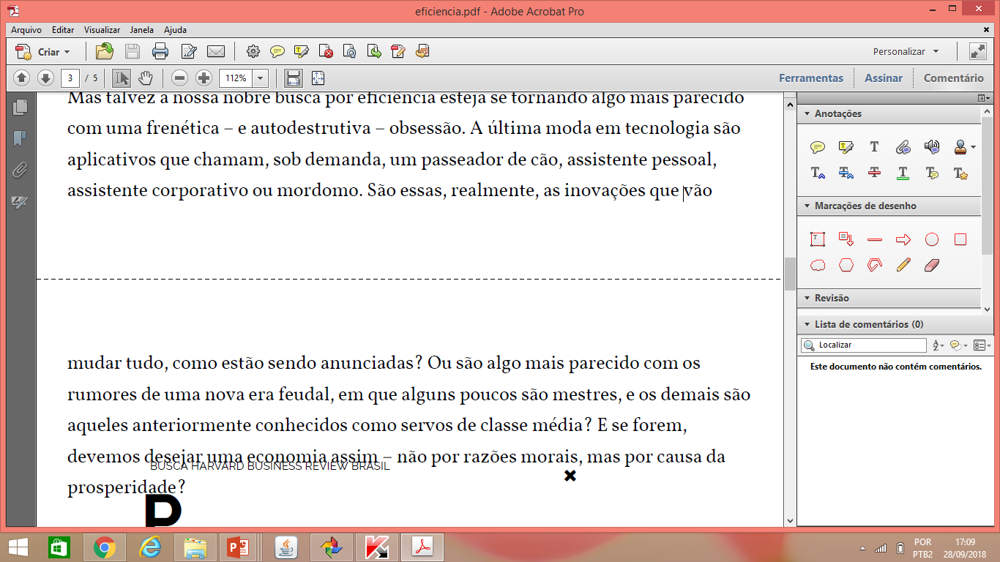 eficiencia.pdf - Adobe Acrobat Pro
Arquivo Editar Visualizar Janela Ajuda
Criar
Personalizar
3 / 5
112%
Ferramentas Assinar Comentário
Mas talvez a nossa nobre busca por eficiência esteja se tornando algo mais parecido
com uma frenética – e autodestrutiva – obsessão. A última moda em tecnologia são
aplicativos que chamam, sob demanda, um passeador de cão, assistente pessoal,
assistente corporativo ou mordomo. São essas, realmente, as inovações que vão
mudar tudo, como estão sendo anunciadas? Ou são algo mais parecido com os
rumores de uma nova era feudal, em que alguns poucos são mestres, e os demais são
aqueles anteriormente conhecidos como servos de classe média? E se forem,
devemos desejar uma economia assim – não por razões morais, mas por causa da
BUSCA HARVARD BUSINESS REVIEW BRASIL
prosperidade?
Anotações
Marcações de desenho
Revisão
Lista de comentários (0)
Localizar
Este documento não contém comentários.
POR
PTB2
17:09
28/09/2018